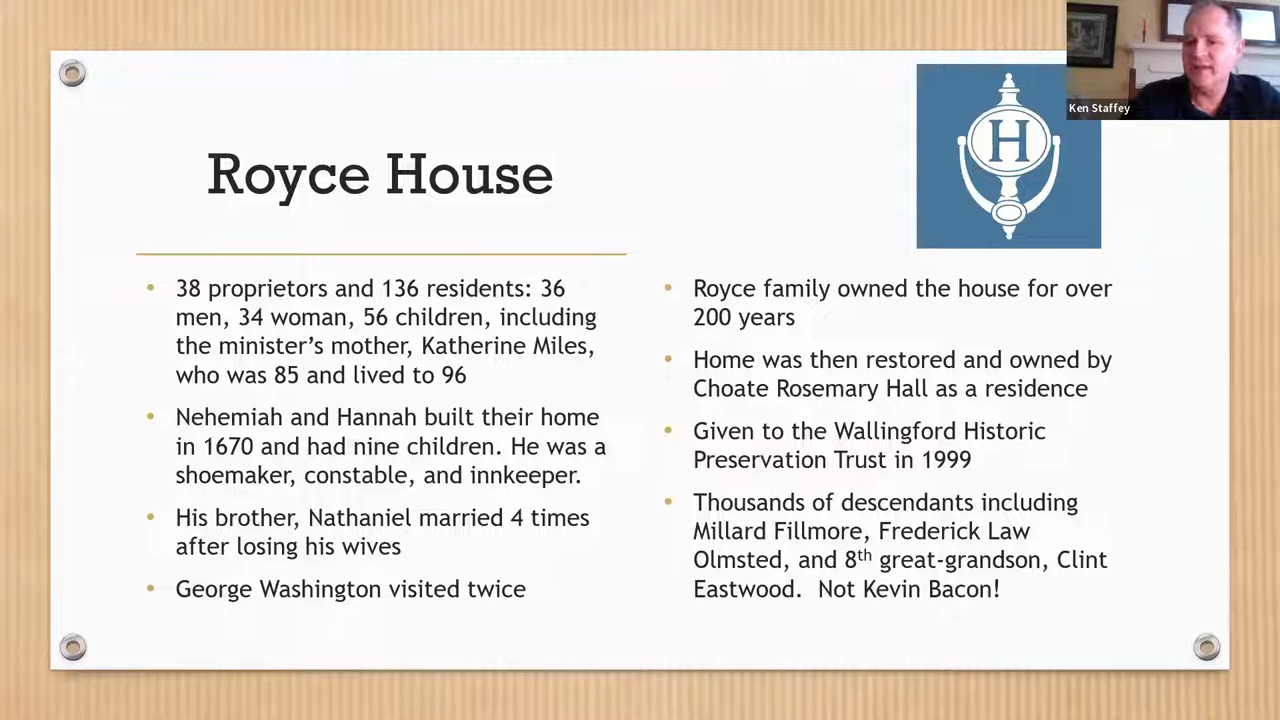 Ken Staffey
H
Royce House
• 38 proprietors and 136 residents: 36
men, 34 woman, 56 children, including
the minister’s mother, Katherine Miles,
who was 85 and lived to 96
• Nehemiah and Hannah built their home
in 1670 and had nine children. He was a
shoemaker, constable, and innkeeper.
• His brother, Nathaniel married 4 times
after losing his wives
• George Washington visited twice
• Royce family owned the house for over
200 years
• Home was then restored and owned by
Choate Rosemary Hall as a residence
• Given to the Wallingford Historic
Preservation Trust in 1999
• Thousands of descendants including
Millard Fillmore, Frederick Law
Olmsted, and 8th great-grandson, Clint
Eastwood.  Not Kevin Bacon!